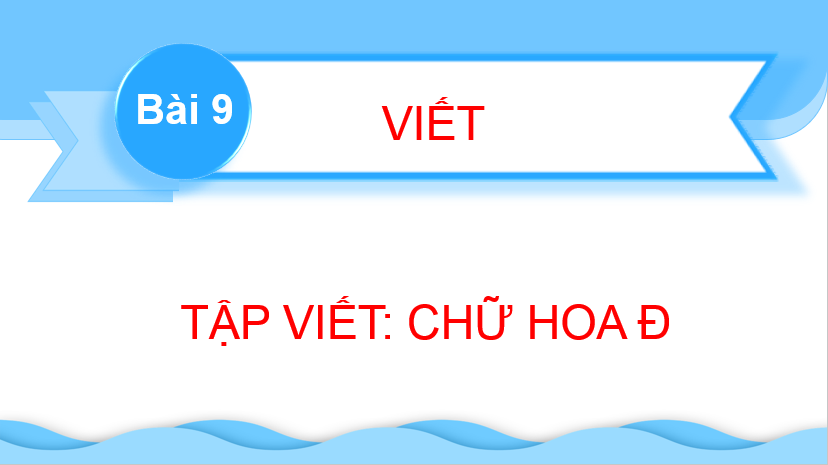 Bài 9
VIẾT
TẬP VIẾT: CHỮ HOA Đ